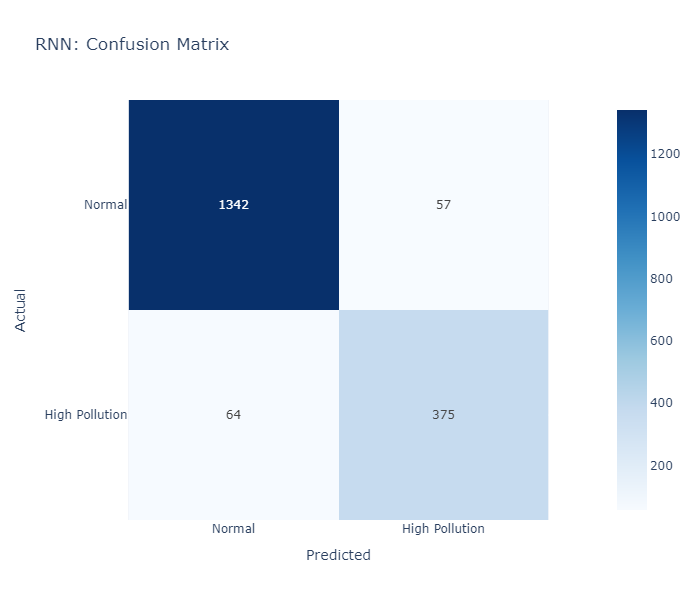 RNN: Confusion Matrix
Normal
1342
57
High Pollution
64
375
Normal
High Pollution
Predicted
Actual
1200
1000
800
600
400
200